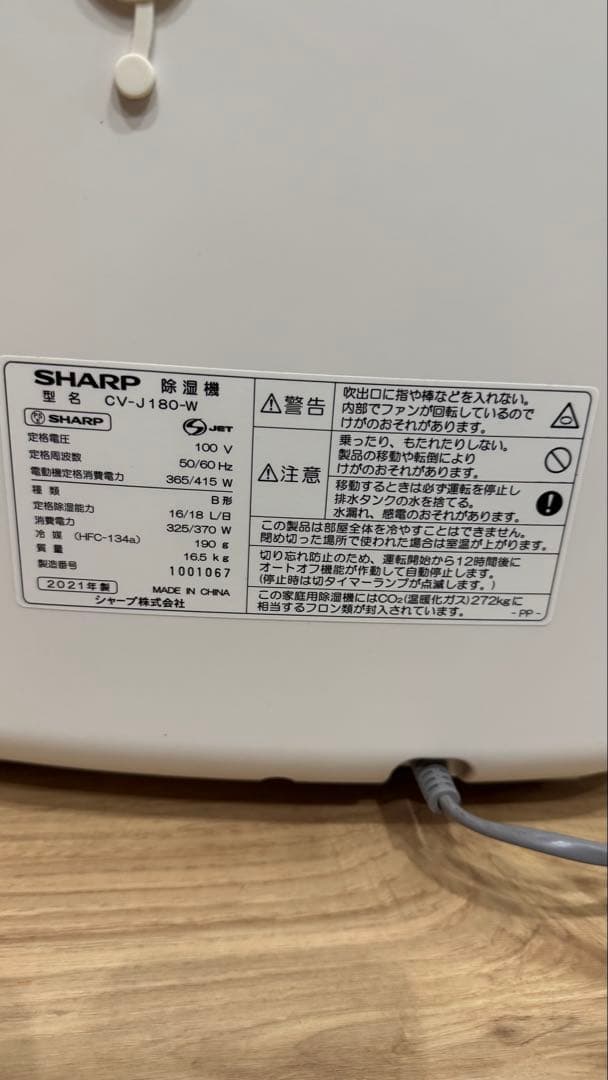 SHARP 除湿機
型名 CV-J180-W
SHARP JET
定格電圧 100 V
定格周波数 50/60 Hz
電動機定格消費電力 365/415 W
種類 B形
定格除湿能力 16/18 L/日
消費電力 325/370 W
冷媒 (HFC-134a) 190 g
質量 16.5 kg
製造番号 1001067
2021年製 MADE IN CHINA
シャープ株式会社
警告
吹出口に指や棒などを入れない。
内部でファンが回転しているので
けがのおそれがあります。
注意
乗ったり、もたれたりしない。
製品の移動や転倒により
けがのおそれがあります。
移動するときは必ず運転を停止し
排水タンクの水を捨てる。
水漏れ、感電のおそれがあります。
この製品は部屋全体を冷やすことはできません。
閉め切った場所で使われた場合は室温が上がります。
切り忘れ防止のため、運転開始から12時間後に
オートオフ機能が作動して自動停止します。
(停止時は切タイマーランプが点滅します。)
この家庭用除湿機にはCO₂(温暖化ガス)272kgに
相当するフロン類が封入されています。 -PP-